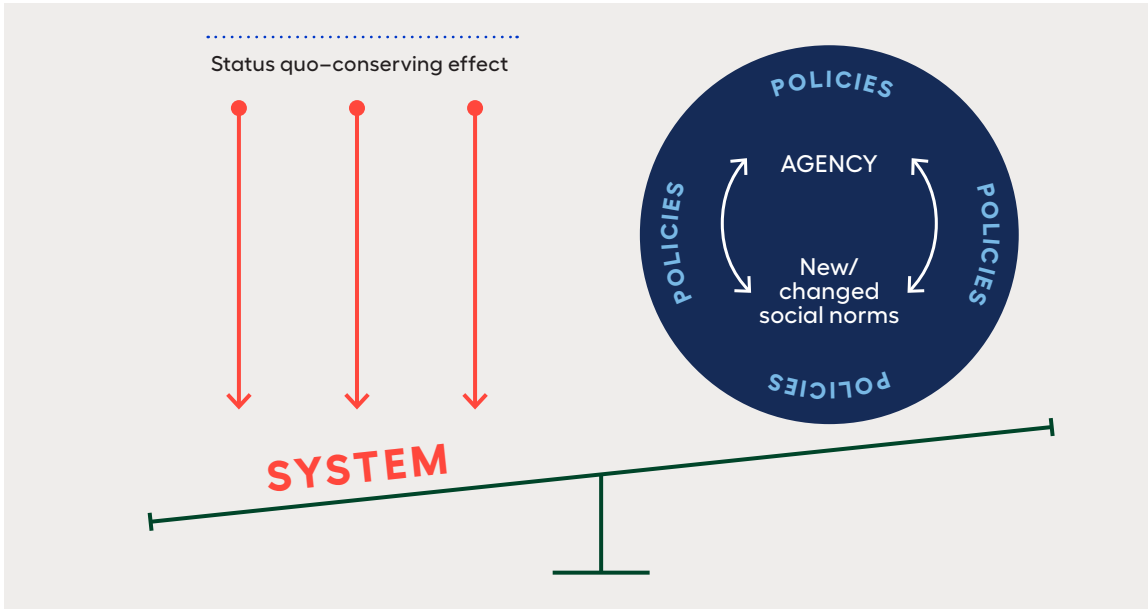 Status quo–conserving effect
SYSTEM
POLICIES
POLICIES
AGENCY
New/
changed
social norms
POLICIES
POLICIES